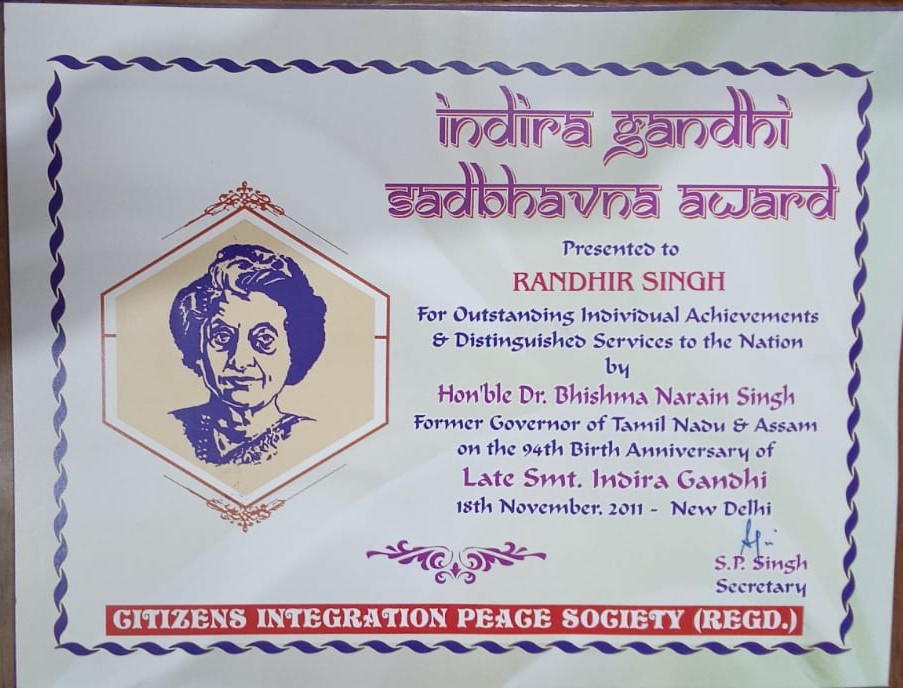 indira gandhi
sadbhavna award
Presented to
RANDHIR SINGH
For Outstanding Individual Achievements
& Distinguished Services to the Nation
by
Hon'ble Dr. Bhishma Narain Singh
Former Governor of Tamil Nadu & Assam
on the 94th Birth Anniversary of
Late Smt. Indira Gandhi
18th November. 2011 - New Delhi
S.P. Singh
Secretary
CITIZENS INTEGRATION PEACE SOCIETY (REGD.)